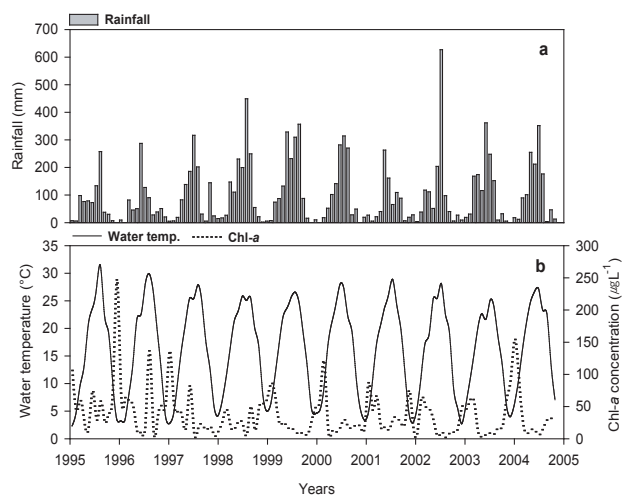 Rainfall
700
600
500
400
300
200
100
0
Rainfall (mm)
a
Water temp.
Chl-a
35
30
25
20
15
10
5
0
Water temperature (°C)
b
300
250
200
150
100
50
0
Chl-a concentration (㎍L-1)
1995 1996 1997 1998 1999 2000 2001 2002 2003 2004 2005
Years